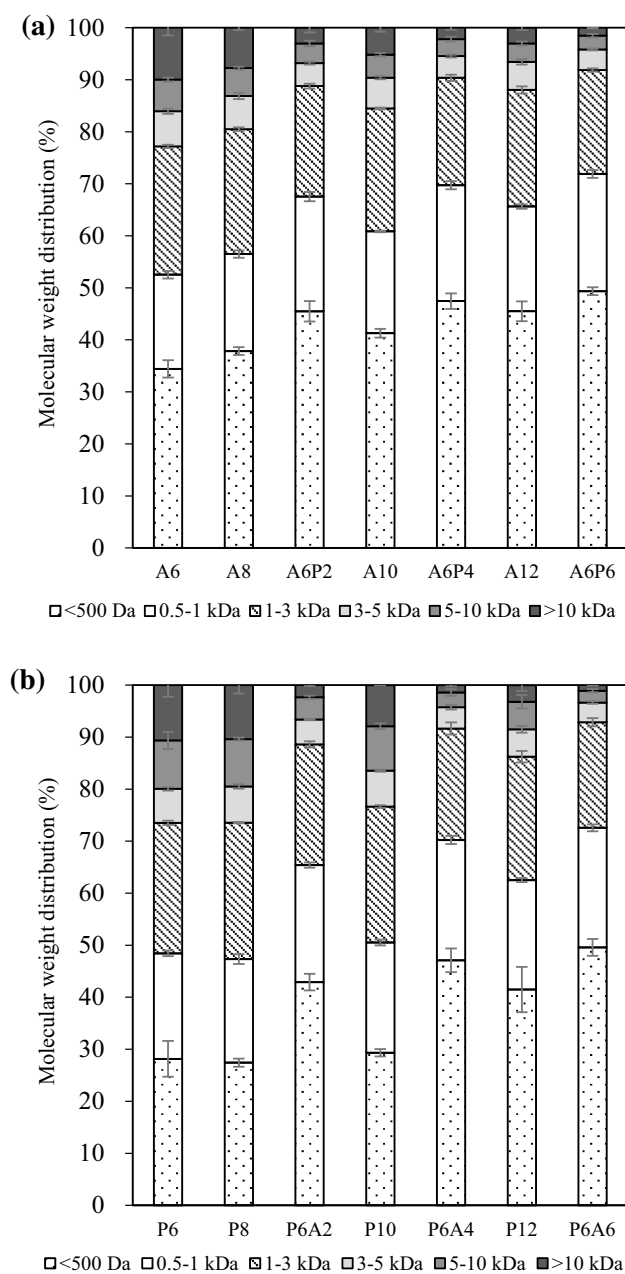 (a)
Molecular weight distribution (%)
100
90
80
70
60
50
40
30
20
10
0
A6 A8 A6P2 A10 A6P4 A12 A6P6
<500 Da 0.5-1 kDa 1-3 kDa 3-5 kDa 5-10 kDa >10 kDa
(b)
Molecular weight distribution (%)
100
90
80
70
60
50
40
30
20
10
0
P6 P8 P6A2 P10 P6A4 P12 P6A6
<500 Da 0.5-1 kDa 1-3 kDa 3-5 kDa 5-10 kDa >10 kDa